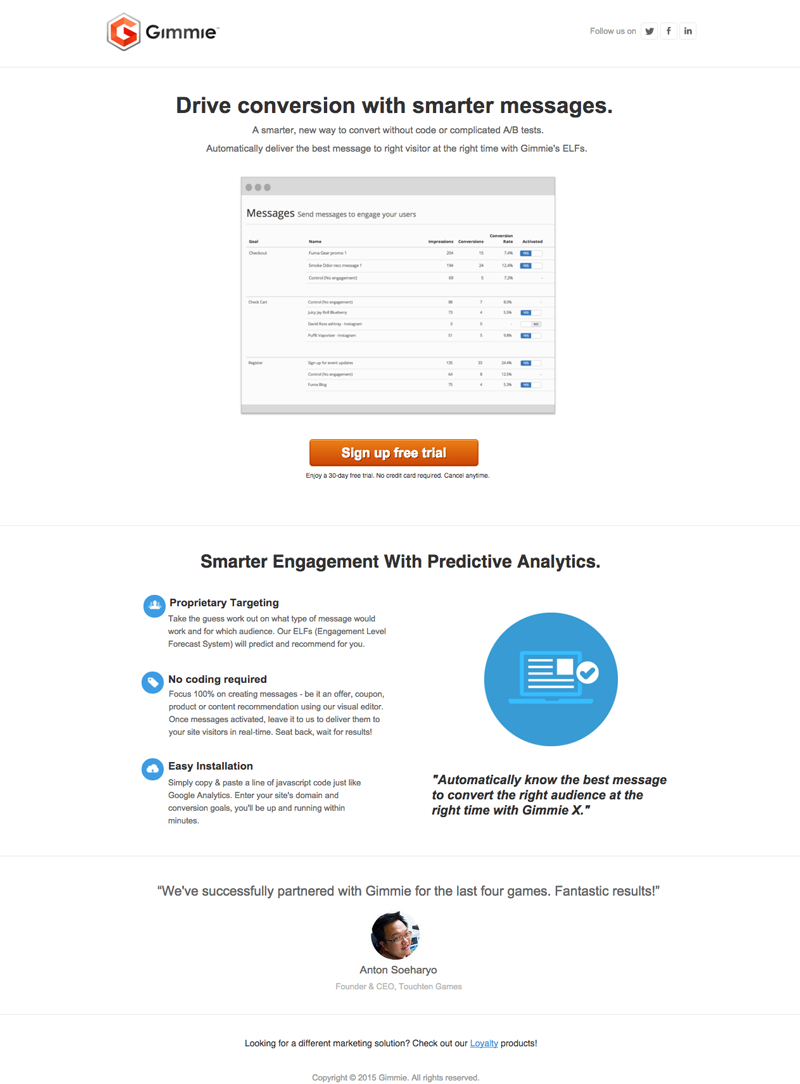 Gimmie™
Follow us on
Drive conversion with smarter messages.
A smarter, new way to convert without code or complicated A/B tests.
Automatically deliver the best message to right visitor at the right time with Gimmie's ELFs.
Messages Send messages to engage your users
Goal Name Impressions Conversions Conversion Rate Activated
Checkout Fuma Gear promo 1 204 15 7.4% YES
Smoke Odor neo message 1 194 24 12.4% YES
Control (No engagement) 69 5 7.2% -
Check Cart Control (No engagement) 88 7 8.0% -
Juicy Jay Roll Blueberry 73 4 5.5% YES
David Ross ashtray - Instagram 0 0 - NO
Puffit Vaporizer - Instagram 51 5 9.8% YES
Register Sign up for event updates 135 33 24.4% YES
Control (No engagement) 64 8 12.5% -
Fuma Blog 75 4 5.3% YES
Sign up free trial
Enjoy a 30-day free trial. No credit card required. Cancel anytime.
Smarter Engagement With Predictive Analytics.
Proprietary Targeting
Take the guess work out on what type of message would
work and for which audience. Our ELFs (Engagement Level
Forecast System) will predict and recommend for you.
No coding required
Focus 100% on creating messages - be it an offer, coupon,
product or content recommendation using our visual editor.
Once messages activated, leave it to us to deliver them to
your site visitors in real-time. Seat back, wait for results!
Easy Installation
Simply copy & paste a line of javascript code just like
Google Analytics. Enter your site's domain and
conversion goals, you'll be up and running within
minutes.
"Automatically know the best message
to convert the right audience at the
right time with Gimmie X."
“We've successfully partnered with Gimmie for the last four games. Fantastic results!”
Anton Soeharyo
Founder & CEO, Touchten Games
Looking for a different marketing solution? Check out our Loyalty products!
Copyright © 2015 Gimmie. All rights reserved.